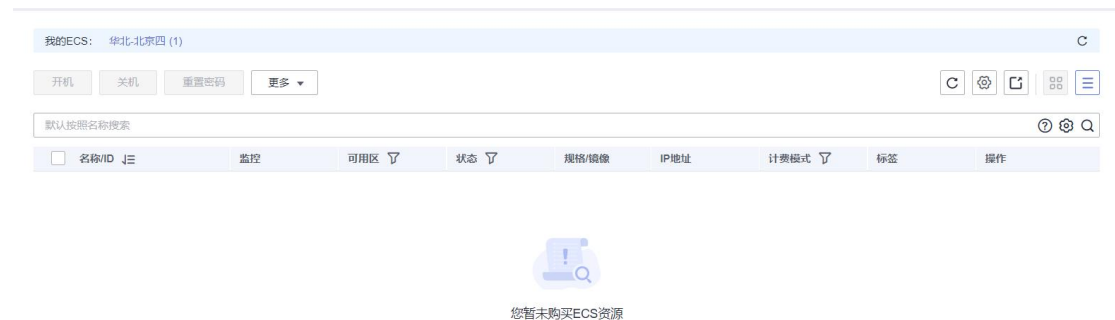 我的ECS： 华北-北京四 (1)
开机 关机 重置密码 更多
默认按照名称搜索
名称/ID 监控 可用区 状态 规格/镜像 IP地址 计费模式 标签 操作
您暂未购买ECS资源